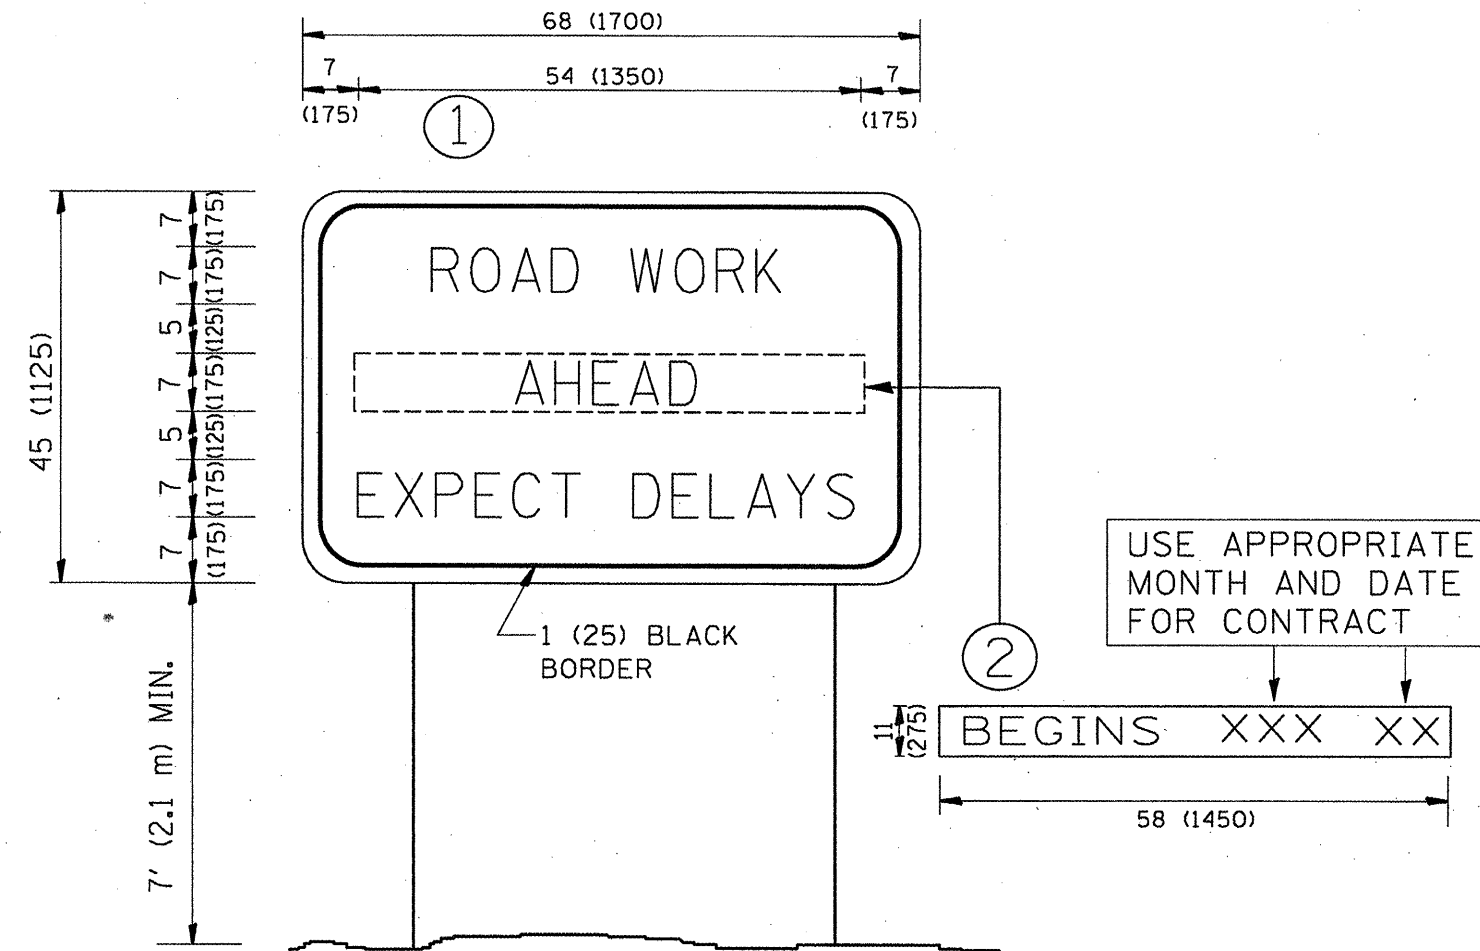 68 (1700)
7
54 (1350)
7
(175)
(175)
1
7
(175)
7
(175)
5
(125)
7
(175)
5
(125)
7
(175)
7
(175)
45 (1125)
ROAD WORK
AHEAD
EXPECT DELAYS
1 (25) BLACK
BORDER
7' (2.1 m) MIN.
2
USE APPROPRIATE
MONTH AND DATE
FOR CONTRACT
11
(275)
BEGINS XXX XX
58 (1450)